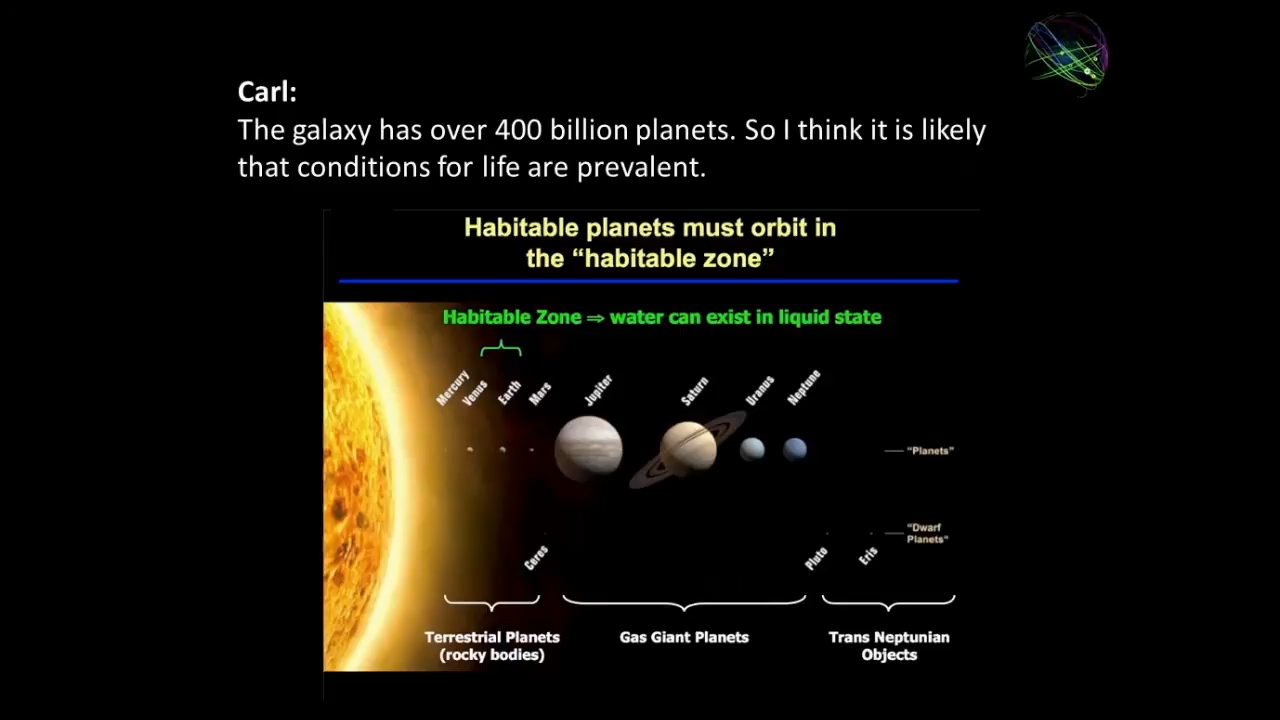 Carl:
The galaxy has over 400 billion planets. So I think it is likely
that conditions for life are prevalent.
Habitable planets must orbit in
the “habitable zone”
Habitable Zone ⇒ water can exist in liquid state
Mercury
Venus
Earth
Mars
Jupiter
Saturn
Uranus
Neptune
“Planets”
“Dwarf
Planets”
Ceres
Pluto
Eris
Terrestrial Planets
(rocky bodies)
Gas Giant Planets
Trans Neptunian
Objects